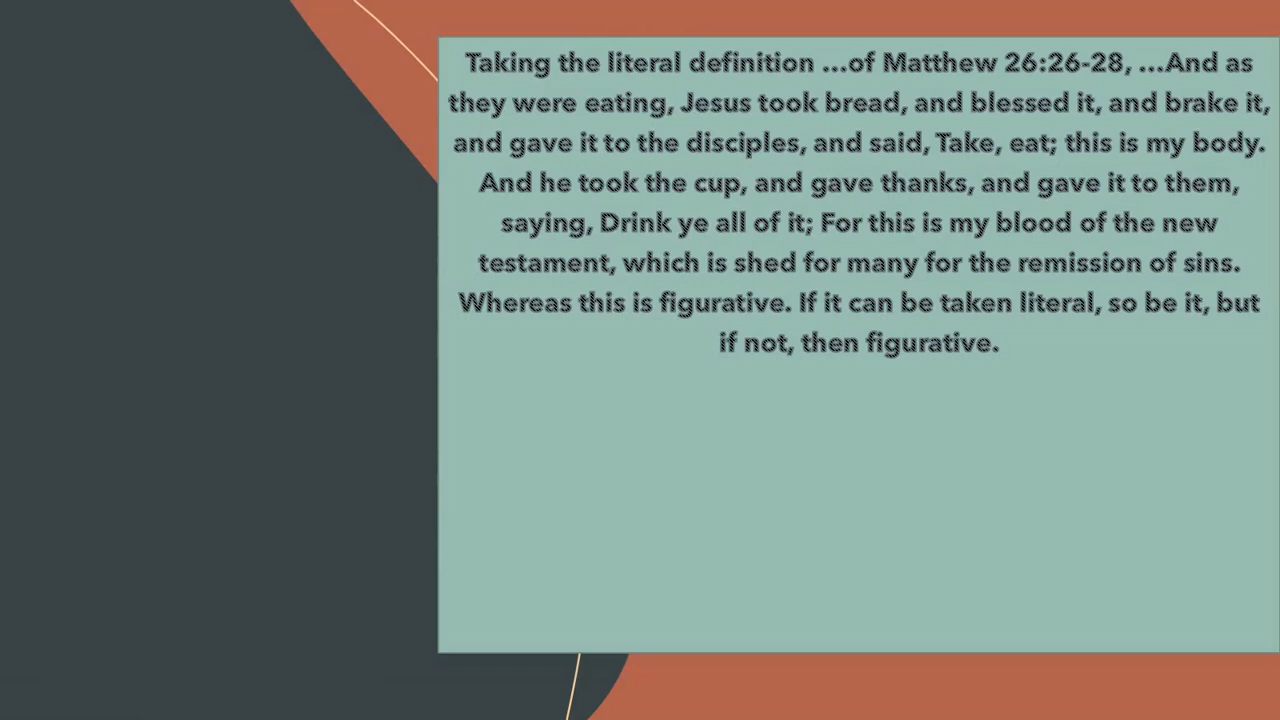 Taking the literal definition ...of Matthew 26:26-28, ...And as
they were eating, Jesus took bread, and blessed it, and brake it,
and gave it to the disciples, and said, Take, eat; this is my body.
And he took the cup, and gave thanks, and gave it to them,
saying, Drink ye all of it; For this is my blood of the new
testament, which is shed for many for the remission of sins.
Whereas this is figurative. If it can be taken literal, so be it, but
if not, then figurative.